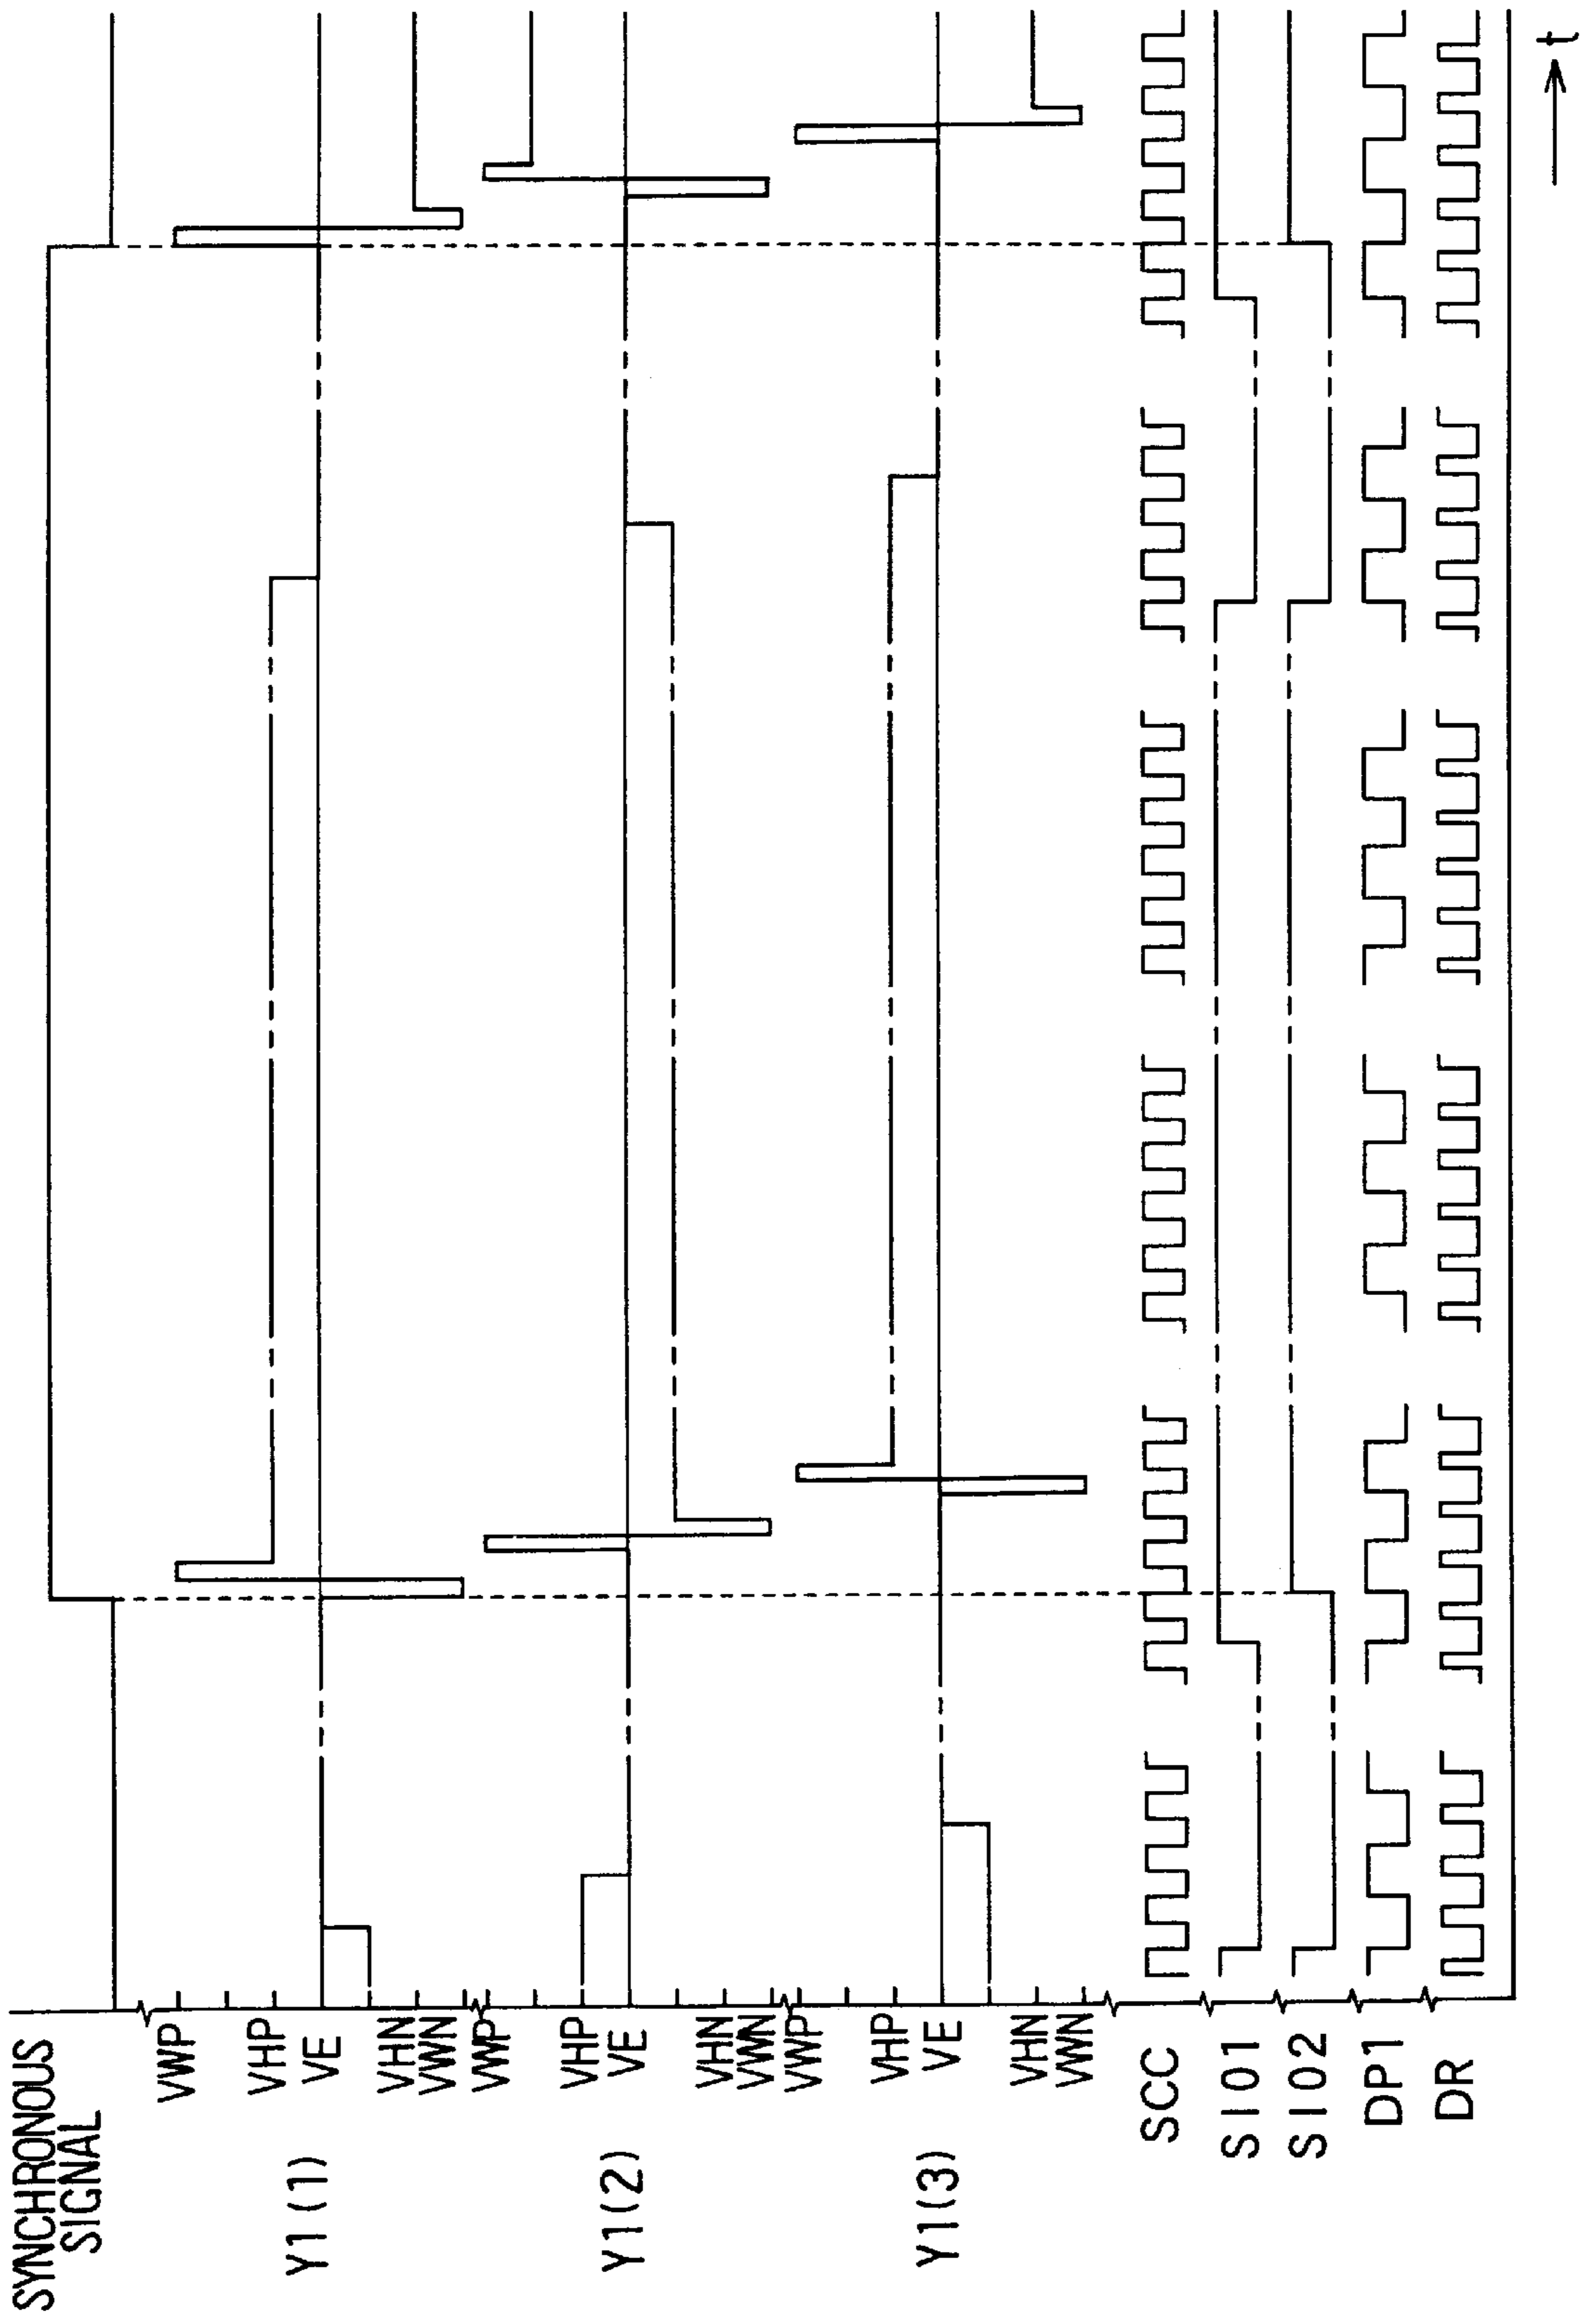 SYNCHRONOUS
SIGNAL
VWP
VHP
VE
VHN
VWN
Y1(1)
VWP
VHP
VE
VHN
VWN
Y1(2)
VWP
VHP
VE
VHN
VWN
Y1(3)
SCC
SI01
SI02
DP1
DR
t